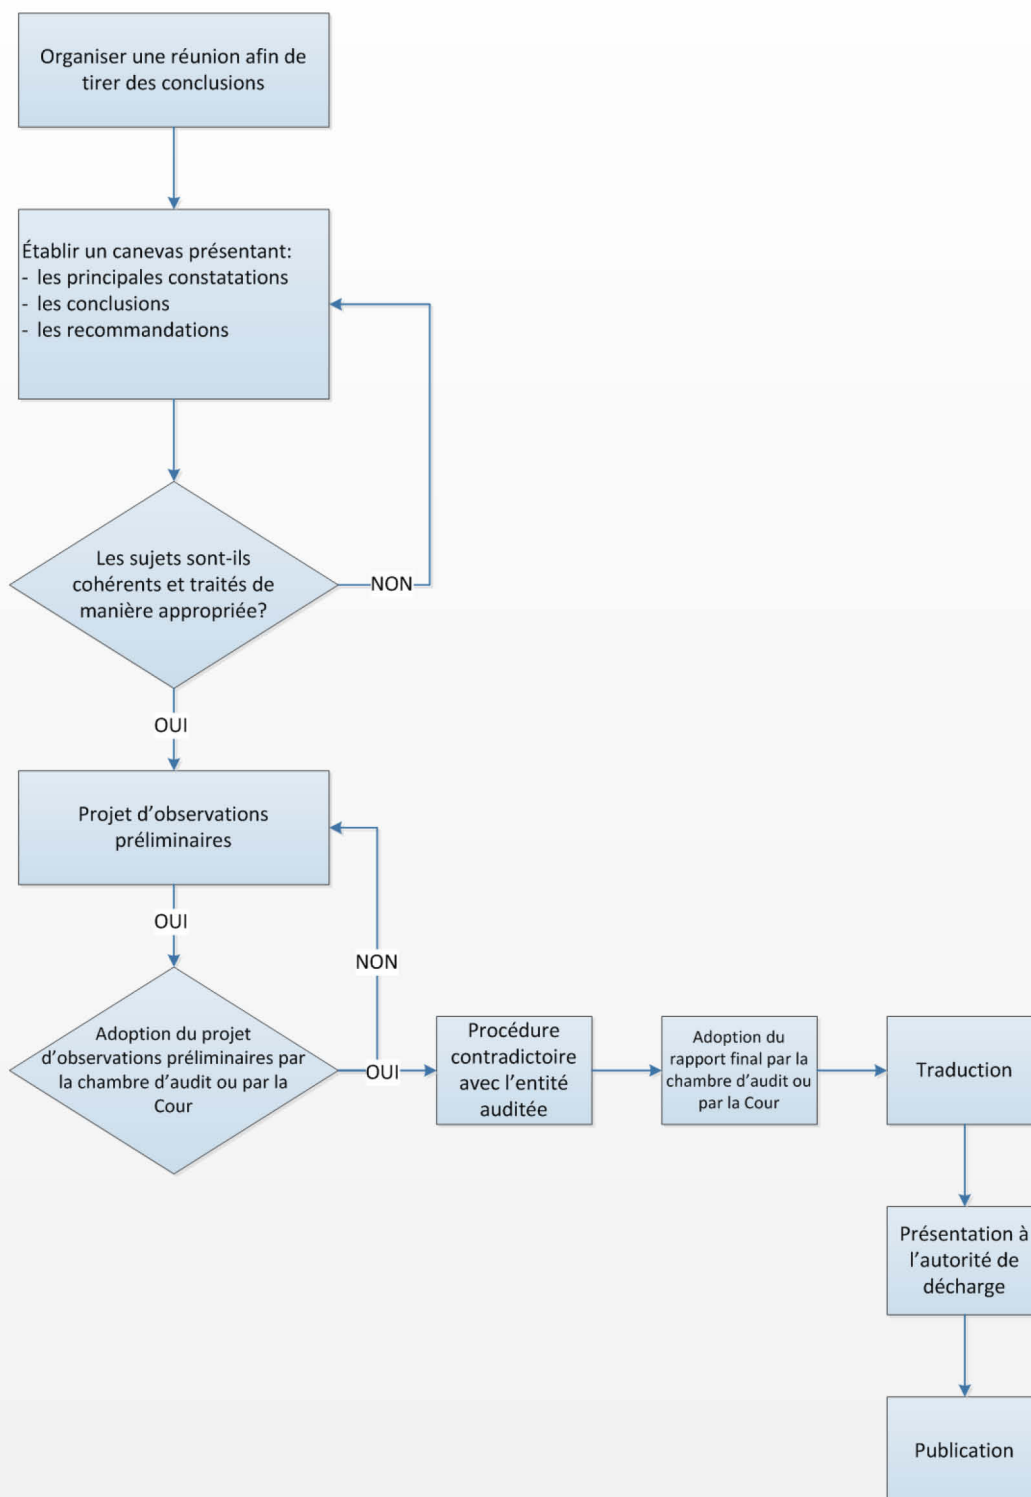 Organiser une réunion afin de
tirer des conclusions
Établir un canevas présentant:
- les principales constatations
- les conclusions
- les recommandations
Les sujets sont-ils
cohérents et traités de
manière appropriée?
NON
OUI
Projet d’observations
préliminaires
OUI
NON
Adoption du projet
d’observations préliminaires par
la chambre d’audit ou par la
Cour
OUI
Procédure
contradictoire
avec l’entité
auditée
Adoption du
rapport final par la
chambre d’audit ou
par la Cour
Traduction
Présentation à
l’autorité de
décharge
Publication